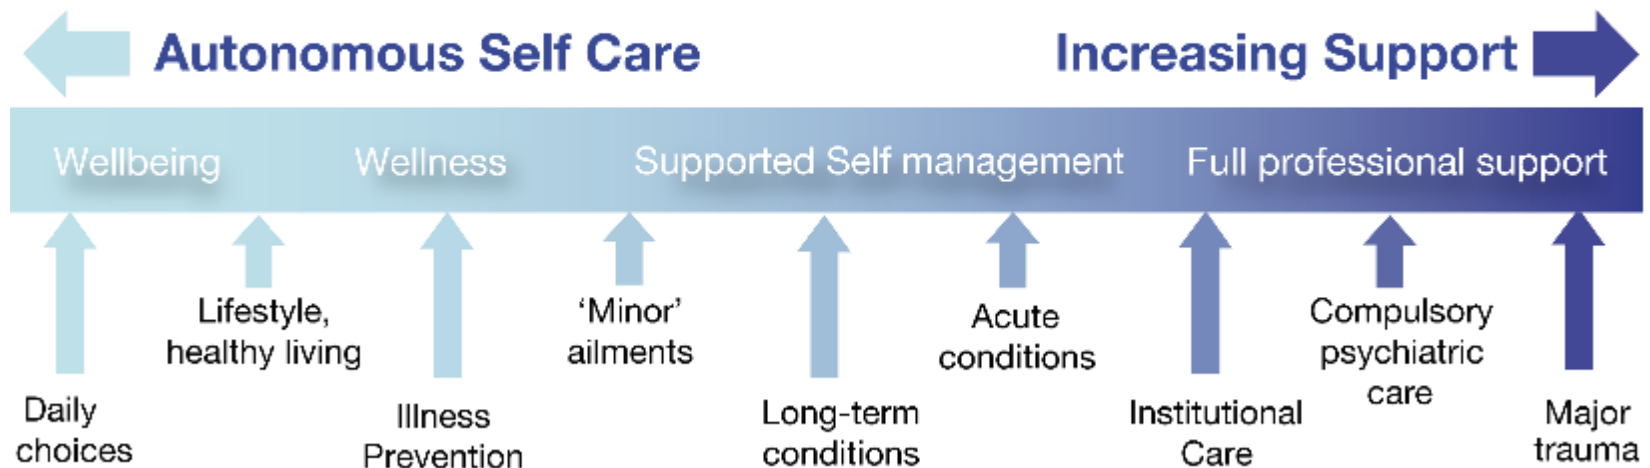 Autonomous Self Care
Increasing Support
Wellbeing
Wellness
Supported Self management
Full professional support
Daily
choices
Lifestyle,
healthy living
Illness
Prevention
‘Minor’
ailments
Long-term
conditions
Acute
conditions
Institutional
Care
Compulsory
psychiatric
care
Major
trauma